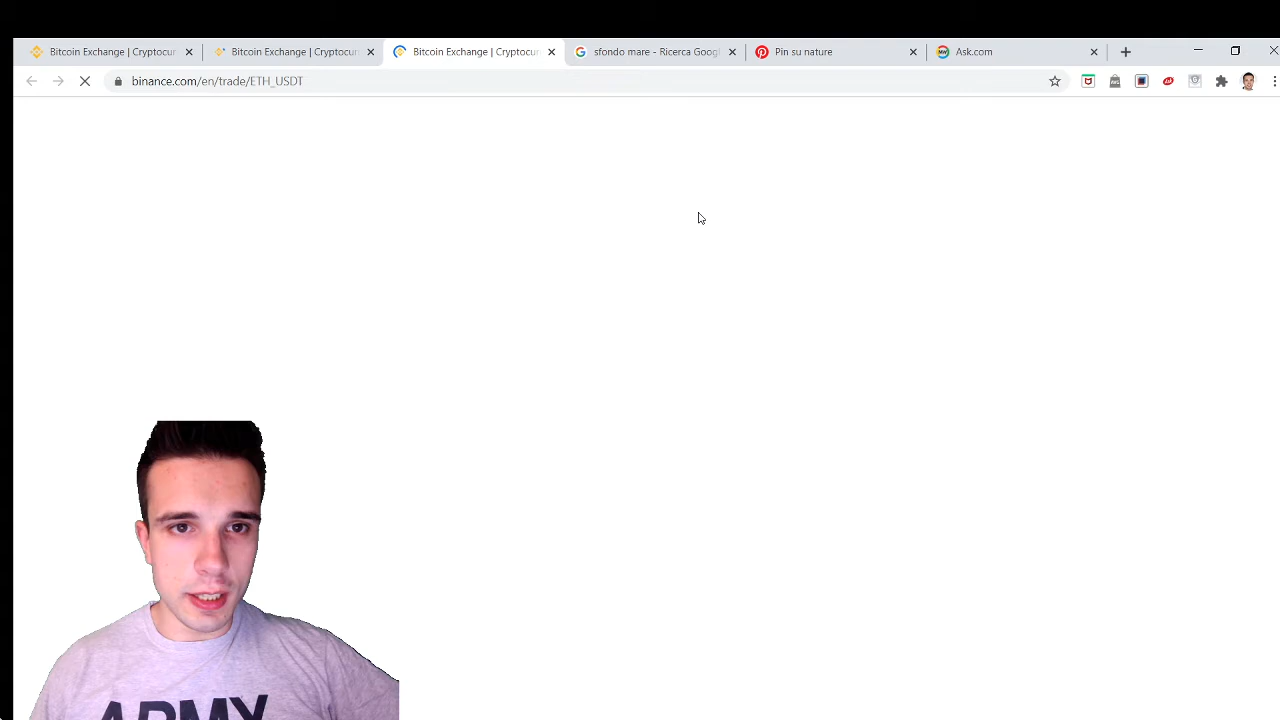 Bitcoin Exchange | Cryptocur
Bitcoin Exchange | Cryptocur
Bitcoin Exchange | Cryptocur
sfondo mare - Ricerca Googl
Pin su nature
Ask.com
binance.com/en/trade/ETH_USDT
ARMY